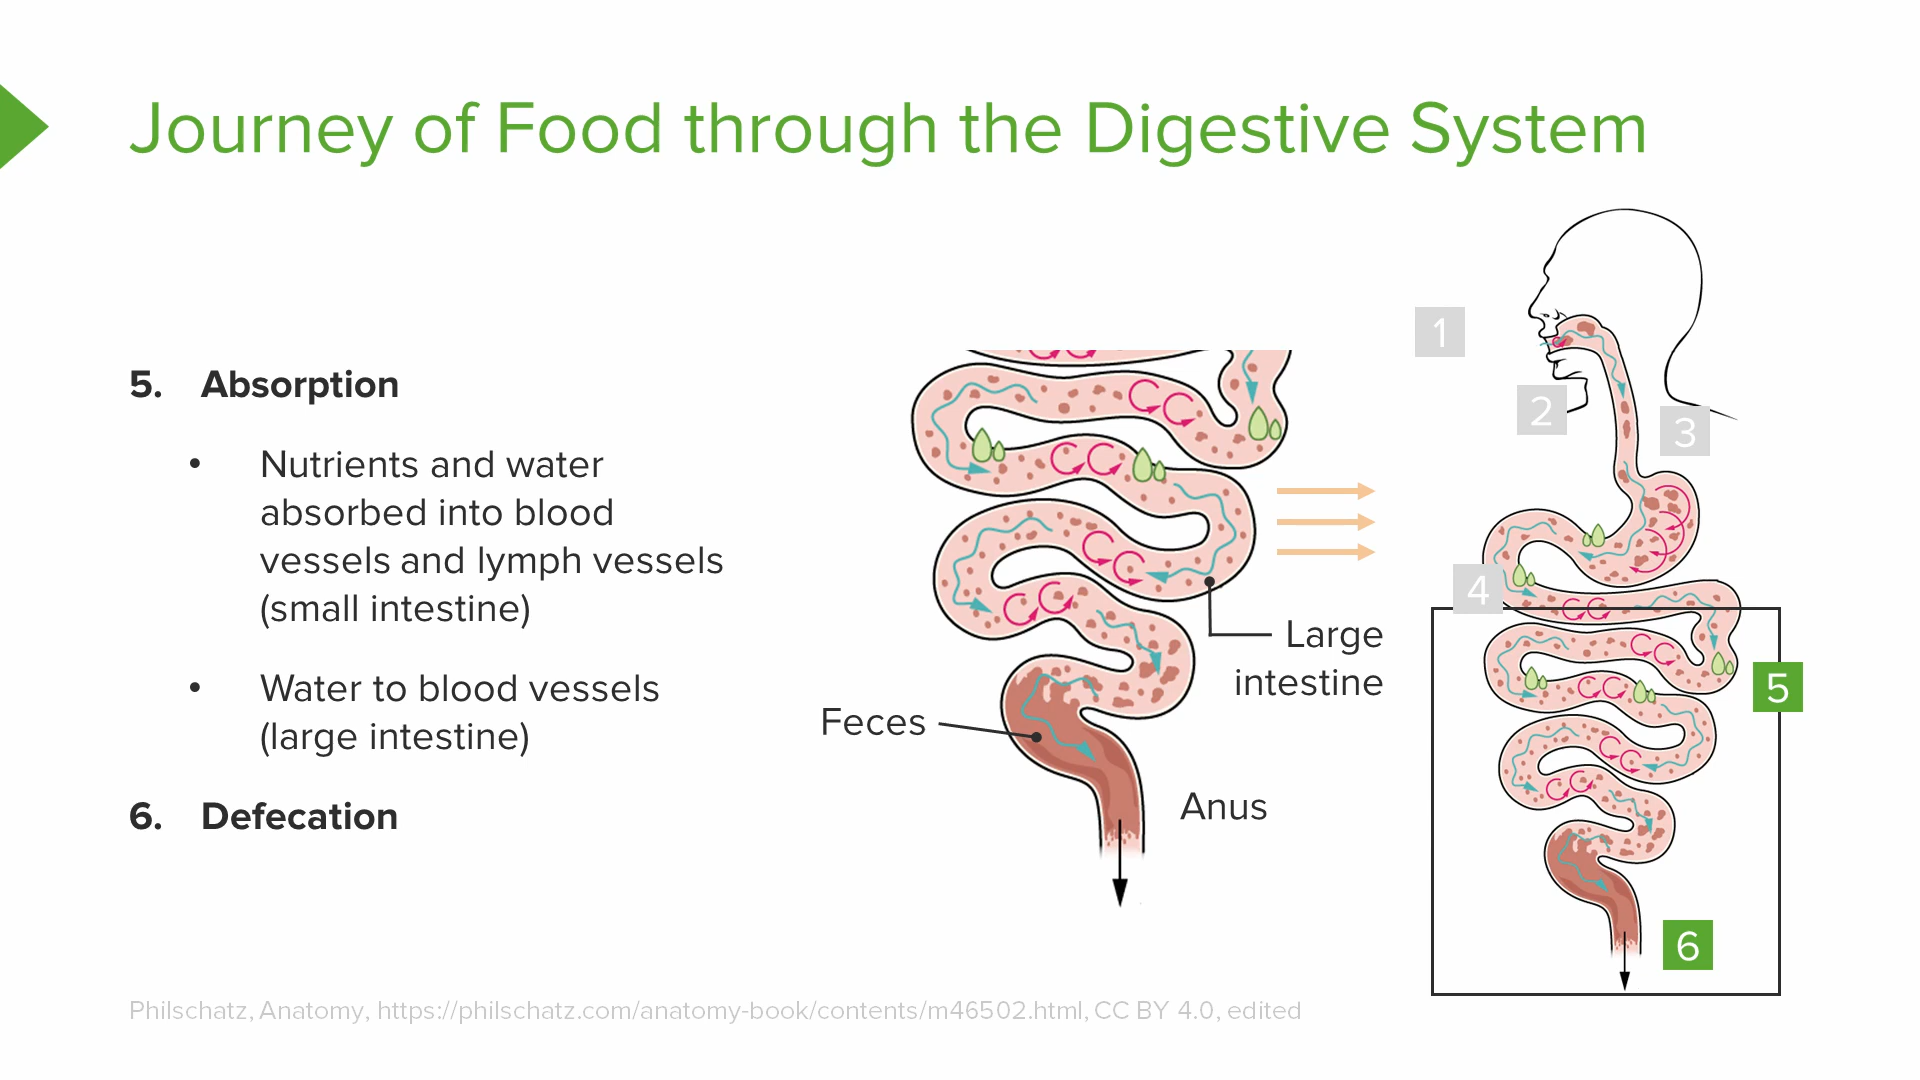 Journey of Food through the Digestive System
5. Absorption
• Nutrients and water
absorbed into blood
vessels and lymph vessels
(small intestine)
• Water to blood vessels
(large intestine)
6. Defecation
Large
intestine
Feces
Anus
1
2
3
4
5
6
Philschatz, Anatomy, https://philschatz.com/anatomy-book/contents/m46502.html, CC BY 4.0, edited